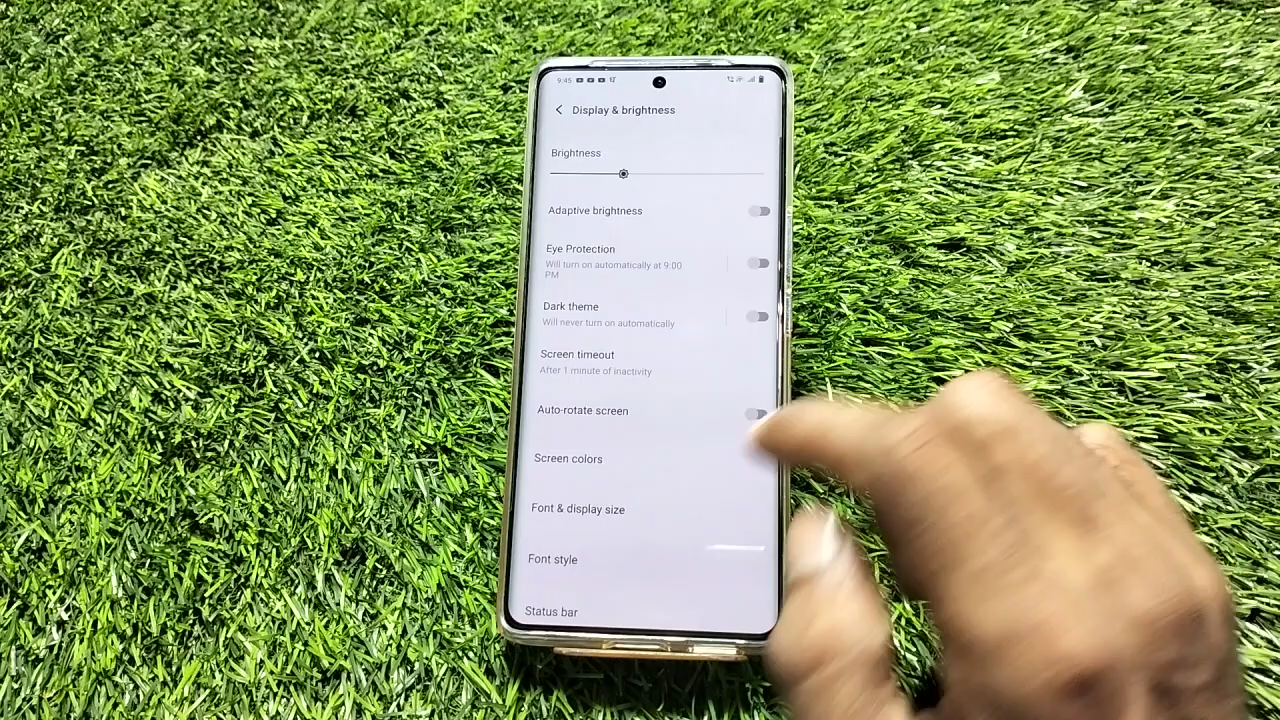 9:45
Display & brightness
Brightness
Adaptive brightness
Eye Protection
Will turn on automatically at 9:00
PM
Dark theme
Will never turn on automatically
Screen timeout
After 1 minute of inactivity
Auto-rotate screen
Screen colors
Font & display size
Font style
Status bar